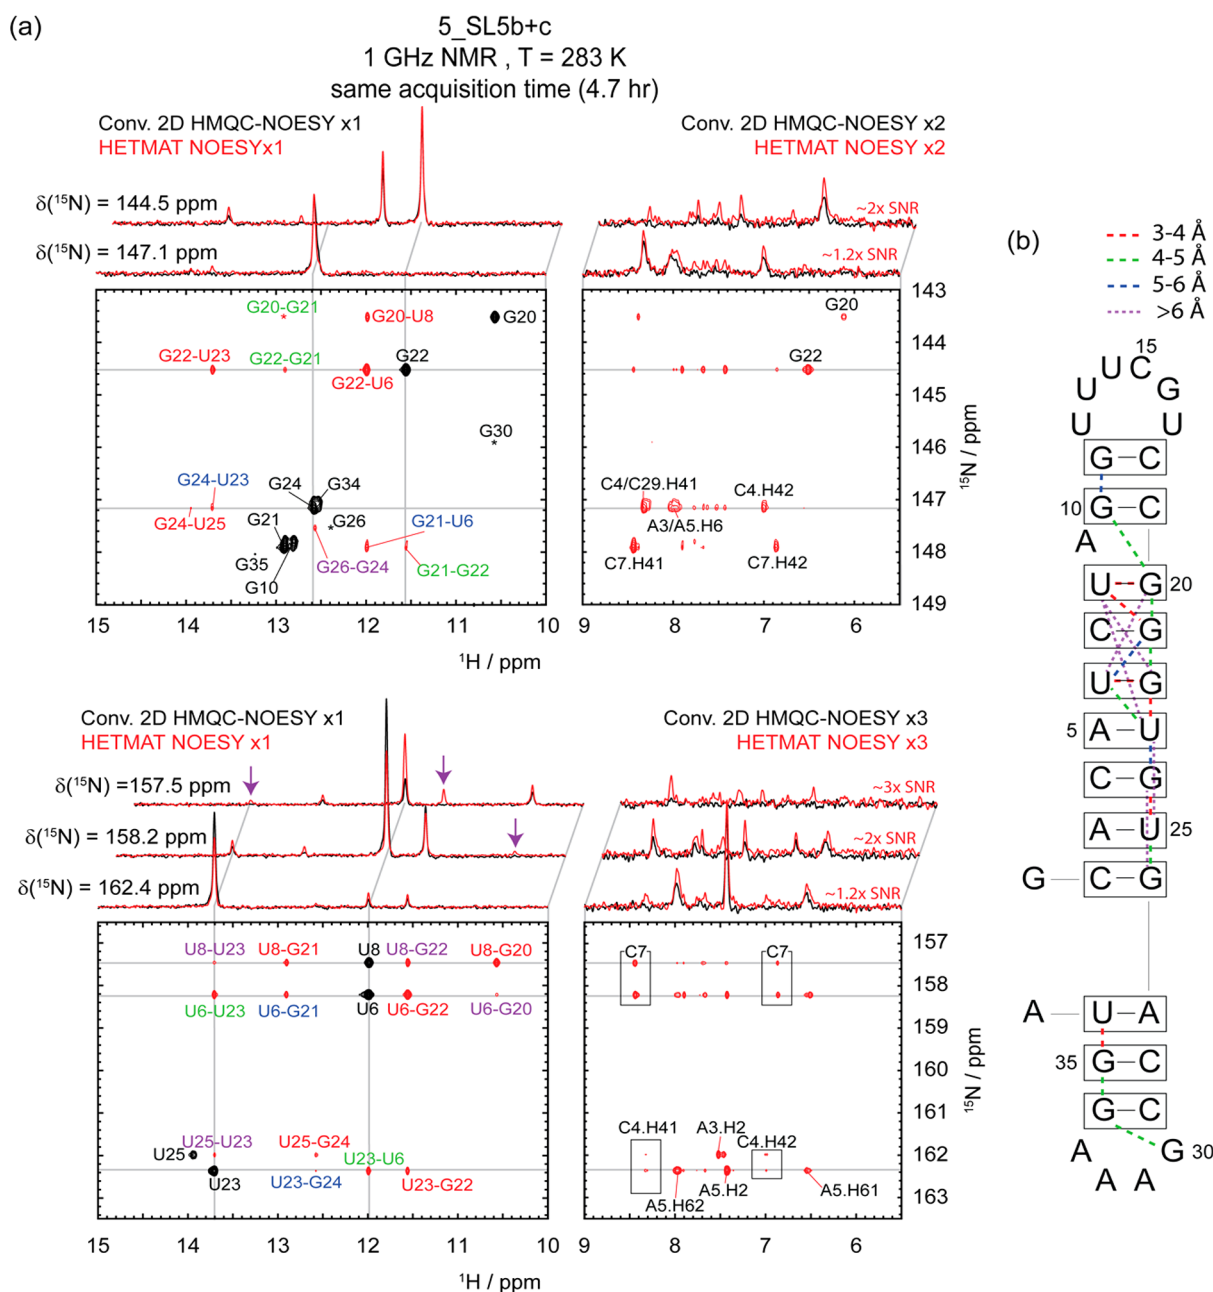 (a)
5_SL5b+c
1 GHz NMR , T = 283 K
same acquisition time (4.7 hr)
Conv. 2D HMQC-NOESY x1
HETMAT NOESYx1
Conv. 2D HMQC-NOESY x2
HETMAT NOESY x2
δ(¹⁵N) = 144.5 ppm
~2x SNR
δ(¹⁵N) = 147.1 ppm
~1.2x SNR
G20-G21
*
G20-U8
G20
G22-U23
G22-G21
G22
G22-U6
G30
*
G24-U23
G24
G34
G24-U25
G21
*G26
G21-U6
G35
G10
G26-G24
G21-G22
G20
G22
C4/C29.H41
C4.H42
A3/A5.H6
C7.H41
C7.H42
143
144
145
146
147
148
149
¹⁵N / ppm
15
14
13
12
11
10
9
8
7
6
¹H / ppm
Conv. 2D HMQC-NOESY x1
HETMAT NOESY x1
Conv. 2D HMQC-NOESY x3
HETMAT NOESY x3
δ(¹⁵N) =157.5 ppm
~3x SNR
δ(¹⁵N) = 158.2 ppm
~2x SNR
δ(¹⁵N) = 162.4 ppm
~1.2x SNR
U8-U23
U8-G21
U8
U8-G22
U8-G20
U6-U23
U6-G21
U6
U6-G22
U6-G20
U25-U23
U25-G24
U25
U23-U6
U23
U23-G24
U23-G22
C7
C7
C4.H41
A3.H2
C4.H42
A5.H62
A5.H2
A5.H61
157
158
159
160
161
162
163
¹⁵N / ppm
15
14
13
12
11
10
9
8
7
6
¹H / ppm
(b)
3-4 Å
4-5 Å
5-6 Å
>6 Å
15
U
U
U
C
G
U
G
C
10
G
C
A
U
G
20
C
G
U
G
5
A
U
C
G
A
U
25
G
C
G
A
U
A
35
G
C
G
C
A
G
30
A
A